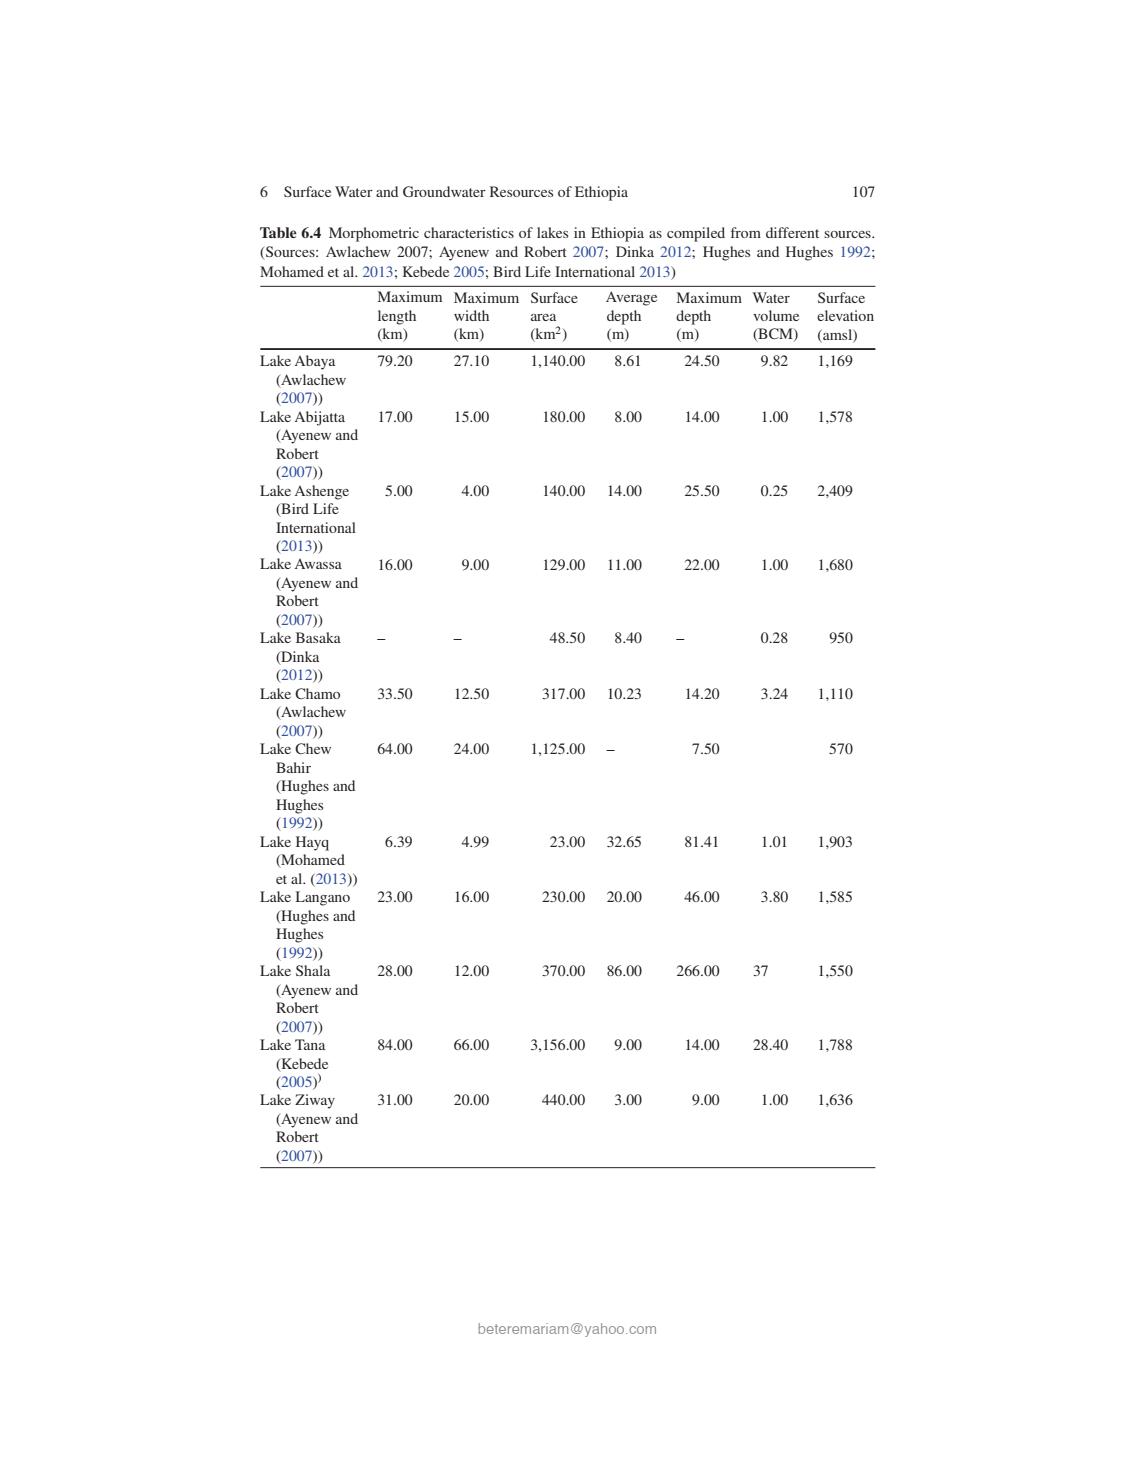 6 Surface Water and Groundwater Resources of Ethiopia 107
Table 6.4 Morphometric characteristics of lakes in Ethiopia as compiled from different sources.
(Sources: Awlachew 2007; Ayenew and Robert 2007; Dinka 2012; Hughes and Hughes 1992;
Mohamed et al. 2013; Kebede 2005; Bird Life International 2013)
Maximum Maximum Surface Average Maximum Water Surface
length width area depth depth volume elevation
(km) (km) (km²) (m) (m) (BCM) (amsl)
Lake Abaya 79.20 27.10 1,140.00 8.61 24.50 9.82 1,169
(Awlachew
(2007))
Lake Abijatta 17.00 15.00 180.00 8.00 14.00 1.00 1,578
(Ayenew and
Robert
(2007))
Lake Ashenge 5.00 4.00 140.00 14.00 25.50 0.25 2,409
(Bird Life
International
(2013))
Lake Awassa 16.00 9.00 129.00 11.00 22.00 1.00 1,680
(Ayenew and
Robert
(2007))
Lake Basaka – – 48.50 8.40 – 0.28 950
(Dinka
(2012))
Lake Chamo 33.50 12.50 317.00 10.23 14.20 3.24 1,110
(Awlachew
(2007))
Lake Chew 64.00 24.00 1,125.00 – 7.50 570
Bahir
(Hughes and
Hughes
(1992))
Lake Hayq 6.39 4.99 23.00 32.65 81.41 1.01 1,903
(Mohamed
et al. (2013))
Lake Langano 23.00 16.00 230.00 20.00 46.00 3.80 1,585
(Hughes and
Hughes
(1992))
Lake Shala 28.00 12.00 370.00 86.00 266.00 37 1,550
(Ayenew and
Robert
(2007))
Lake Tana 84.00 66.00 3,156.00 9.00 14.00 28.40 1,788
(Kebede
(2005)⁾
Lake Ziway 31.00 20.00 440.00 3.00 9.00 1.00 1,636
(Ayenew and
Robert
(2007))
beteremariam@yahoo.com